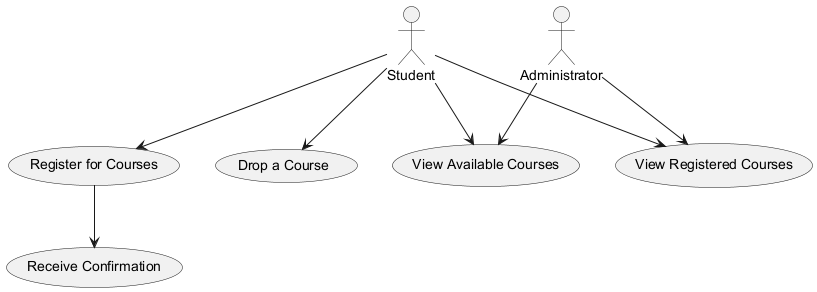 Student
Administrator
Register for Courses
Drop a Course
View Available Courses
View Registered Courses
Receive Confirmation